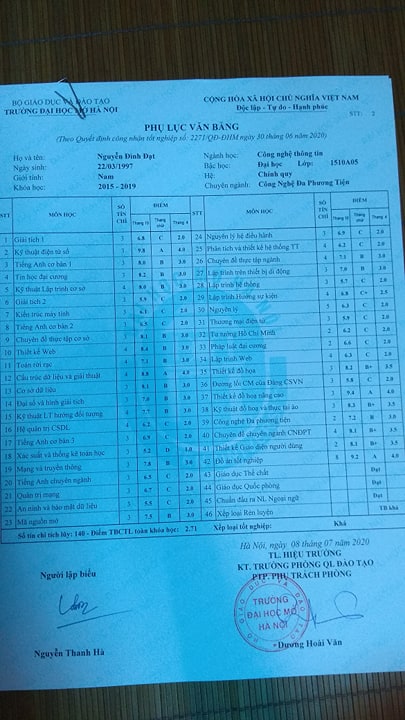 BỘ GIÁO DỤC VÀ ĐÀO TẠO
TRƯỜNG ĐẠI HỌC MỞ HÀ NỘI
CỘNG HÒA XÃ HỘI CHỦ NGHĨA VIỆT NAM
Độc lập - Tự do - Hạnh phúc
STT: 2
PHỤ LỤC VĂN BẰNG
(Theo Quyết định công nhận tốt nghiệp số: 2271/QĐ-ĐHM ngày 30 tháng 06 năm 2020)
Họ và tên: Nguyễn Đình Đạt Ngành học: Công nghệ thông tin
Ngày sinh: 22/03/1997 Bậc: Đại học Lớp: 1510A05
Giới tính: Nam Hệ: Chính quy
Khóa học: 2015 - 2019 Chuyên ngành: Công Nghệ Đa Phương Tiện
STT MÔN HỌC SỐ TÍN CHỈ ĐIỂM STT MÔN HỌC SỐ TÍN CHỈ ĐIỂM
Thang 10 Thang chữ Thang 4 Thang 10 Thang chữ Thang 4
1 Giải tích 1 3 6.8 C 2.0 24 Nguyên lý hệ điều hành 3 6.9 C 2.0
2 Kỹ thuật điện tử số 3 9.8 A 4.0 25 Phân tích và thiết kế hệ thống TT 4 6.2 C 2.0
3 Tiếng Anh cơ bản 1 3 8.0 B 3.0 26 Chuyên đề thực tập ngành 4 7.1 B 3.0
4 Tin học đại cương 3 8.2 B 3.0 27 Lập trình trên thiết bị di động 3 7.0 B 3.0
5 Kỹ thuật Lập trình cơ sở 4 8.0 B 3.0 28 Lập trình hệ thống 3 5.7 C 2.0
6 Giải tích 2 3 5.9 C 2.0 29 Lập trình Hướng sự kiện 4 6.8 C+ 2.5
7 Kiến trúc máy tính 3 6.1 C 2.0 30 Nguyên lý 5 6.3 C 2.0
8 Tiếng Anh cơ bản 2 3 6.5 C 2.0 31 Thương mại điện tử 3 5.9 C 2.0
9 Chuyên đề thực tập cơ sở 4 8.1 B 3.0 32 Tư tưởng Hồ Chí Minh 2 6.2 C 2.0
10 Thiết kế Web 4 8.4 B 3.0 33 Pháp luật đại cương 2 6.6 C 2.0
11 Toán rời rạc 4 7.1 B 3.0 34 Lập trình Web 4 6.3 C 2.0
12 Cấu trúc dữ liệu và giải thuật 4 8.8 A 4.0 35 Thiết kế đồ họa 3 8.2 B+ 3.5
13 Cơ sở dữ liệu 3 8.1 B 3.0 36 Đường lối CM của Đảng CSVN 3 5.8 C 2.0
14 Đại số và hình giải tích 3 7.0 B 3.0 37 Thiết kế đồ họa nâng cao 3 9.4 A 4.0
15 Kỹ thuật LT hướng đối tượng 4 7.7 B 3.0 38 Kỹ thuật đồ hoạ và thực tại ảo 3 8.3 B+ 3.5
16 Hệ quản trị CSDL 4 6.2 C 2.0 39 Công nghệ Đa phương tiện 2 7.2 B 3.0
17 Tiếng Anh cơ bản 3 3 6.9 C 2.0 40 Chuyên đề chuyên ngành CNĐPT 4 8.1 B+ 3.5
18 Xác suất và thống kê toán học 3 5.2 D 1.0 41 Thiết kế Giao diện người dùng 2 8.1 B+ 3.5
19 Mạng và truyền thông 3 7.8 B 3.0 42 Đồ án tốt nghiệp 9.2 A 4.0
20 Tiếng Anh chuyên ngành 3 6.5 C 2.0 43 Giáo dục Thể chất Đạt
21 Quản trị mạng 3 6.7 C 2.0 44 Giáo dục Quốc phòng Đạt
22 An ninh và bảo mật dữ liệu 3 5.5 C 2.0 45 Chuẩn đầu ra NL Ngoại ngữ Đạt
23 Mã nguồn mở 3 7.5 B 3.0 46 Xếp loại Rèn luyện TB khá
Số tín chỉ tích lũy: 140 - Điểm TBCTL toàn khóa học: 2.71 Xếp loại tốt nghiệp: Khá
Hà Nội, ngày 08 tháng 07 năm 2020
TL. HIỆU TRƯỞNG
KT. TRƯỞNG PHÒNG QL ĐÀO TẠO
PTP. PHỤ TRÁCH PHÒNG
Người lập biểu
TRƯỜNG
ĐẠI HỌC MỞ
HÀ NỘI
Nguyễn Thanh Hà
Dương Hoài Văn